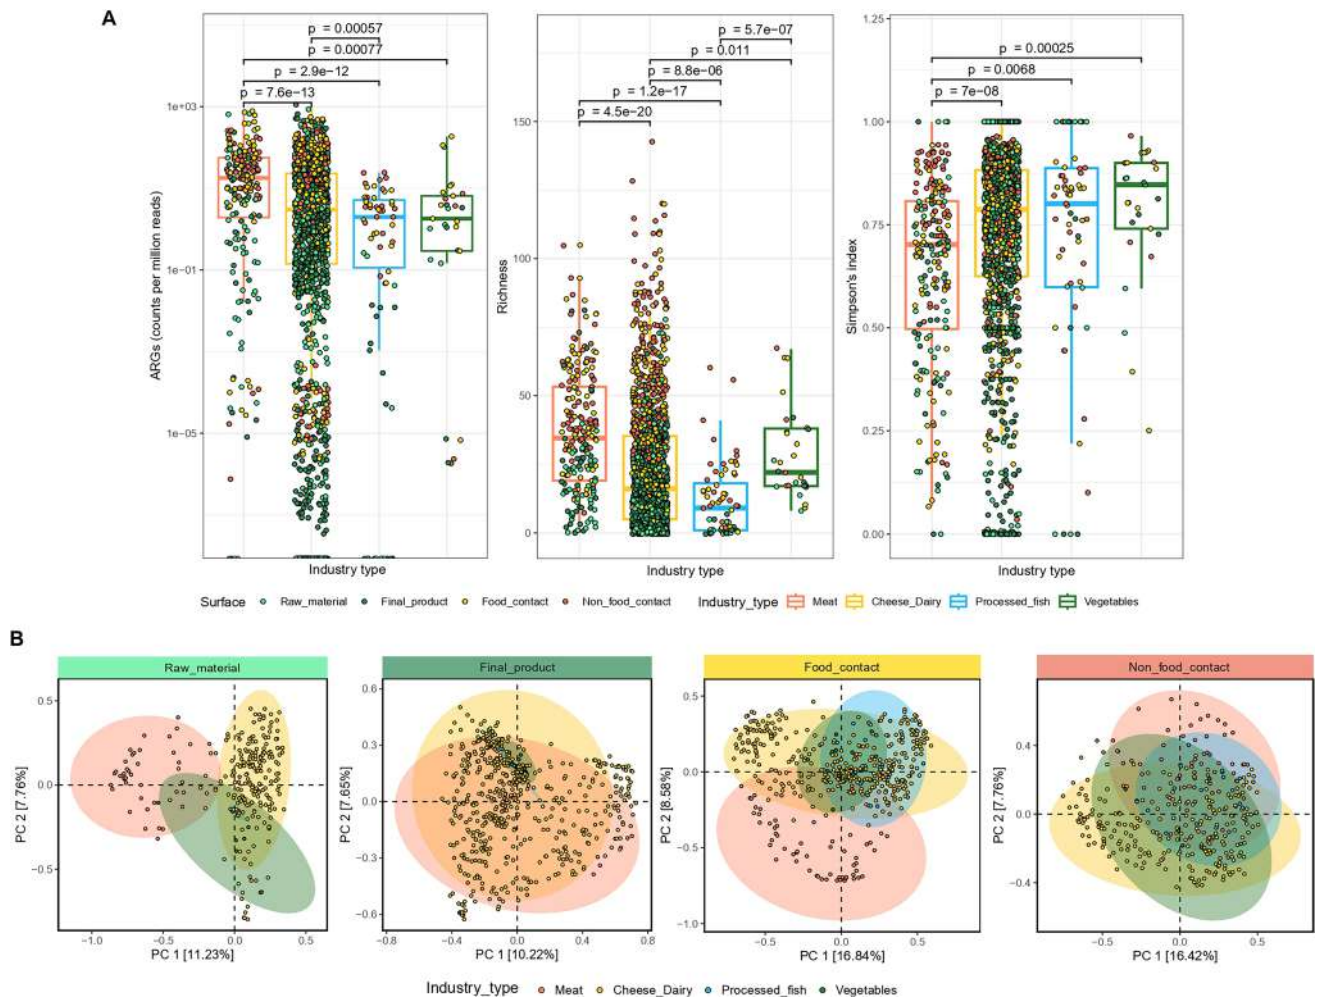 A
ARGs (counts per million reads)
1e+03
1e−01
1e−05
p = 0.00057
p = 0.00077
p = 2.9e−12
p = 7.6e−13
Industry type
Richness
150
100
50
0
p = 5.7e−07
p = 0.011
p = 8.8e−06
p = 1.2e−17
p = 4.5e−20
Industry type
Simpson's index
1.25
1.00
0.75
0.50
0.25
0.00
p = 0.00025
p = 0.0068
p = 7e−08
Industry type
Surface Raw_material Final_product Food_contact Non_food_contact Industry_type Meat Cheese_Dairy Processed_fish Vegetables
B
Raw_material
PC 2 [7.76%]
0.5
0.0
−0.5
−1.0 −0.5 0.0 0.5
PC 1 [11.23%]
Final_product
PC 2 [7.65%]
0.6
0.3
0.0
−0.3
−0.6
−0.8 −0.4 0.0 0.4 0.8
PC 1 [10.22%]
Food_contact
PC 2 [8.58%]
0.5
0.0
−0.5
−1.0
−0.5 0.0 0.5
PC 1 [16.84%]
Non_food_contact
PC 2 [7.76%]
0.4
0.0
−0.4
−0.5 0.0 0.5
PC 1 [16.42%]
Industry_type Meat Cheese_Dairy Processed_fish Vegetables